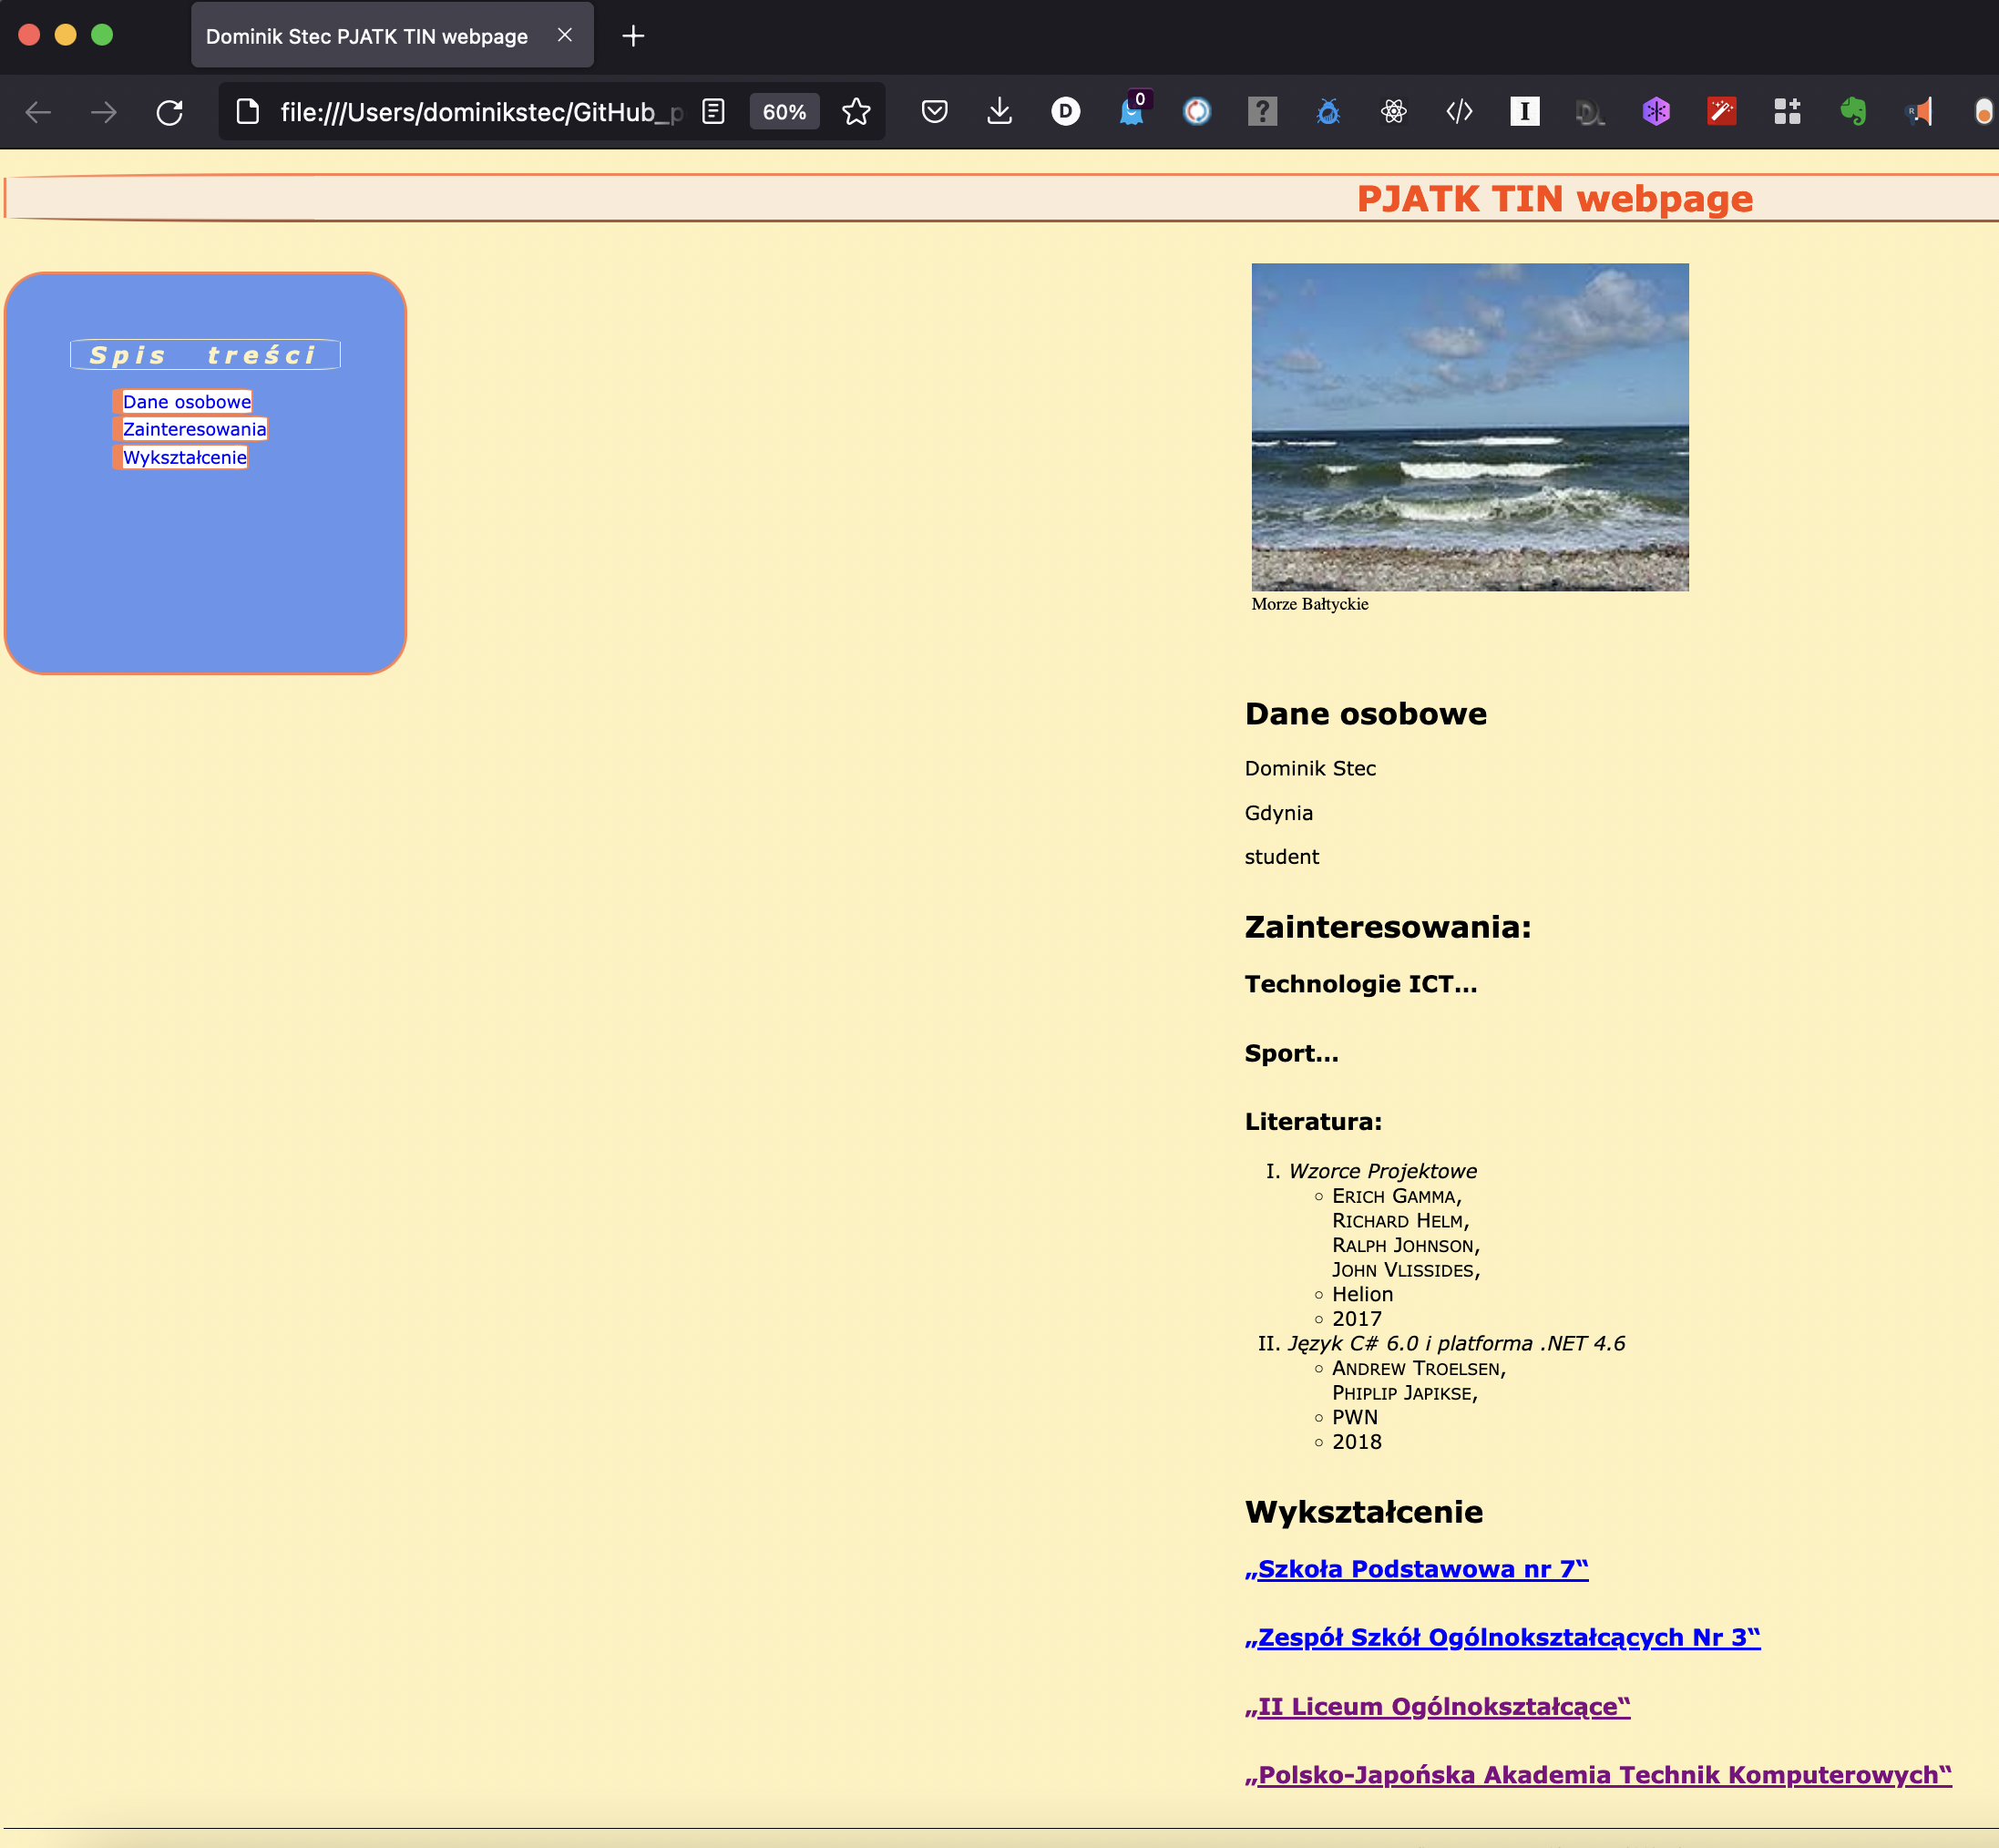 Dominik Stec PJATK TIN webpage
file:///Users/dominikstec/GitHub_p
60%
D
0
?
I
DL
PJATK TIN webpage
Spis treści
Dane osobowe
Zainteresowania
Wykształcenie
Morze Bałtyckie
Dane osobowe
Dominik Stec
Gdynia
student
Zainteresowania:
Technologie ICT...
Sport...
Literatura:
I. Wzorce Projektowe
◦ Erich Gamma,
Richard Helm,
Ralph Johnson,
John Vlissides,
◦ Helion
◦ 2017
II. Język C# 6.0 i platforma .NET 4.6
◦ Andrew Troelsen,
Phiplip Japikse,
◦ PWN
◦ 2018
Wykształcenie
„Szkoła Podstawowa nr 7‟
„Zespół Szkół Ogólnokształcących Nr 3‟
„II Liceum Ogólnokształcące‟
„Polsko-Japońska Akademia Technik Komputerowych‟